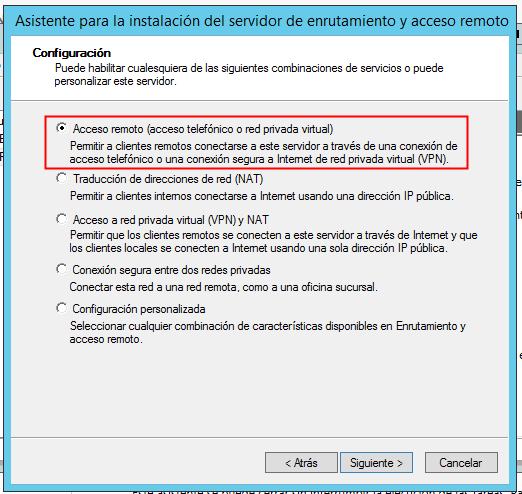 Asistente para la instalación del servidor de enrutamiento y acceso remoto
Configuración
Puede habilitar cualesquiera de las siguientes combinaciones de servicios o puede
personalizar este servidor.
Acceso remoto (acceso telefónico o red privada virtual)
Permitir a clientes remotos conectarse a este servidor a través de una conexión de
acceso telefónico o una conexión segura a Internet de red privada virtual (VPN).
Traducción de direcciones de red (NAT)
Permitir a clientes internos conectarse a Internet usando una dirección IP pública.
Acceso a red privada virtual (VPN) y NAT
Permitir que los clientes remotos se conecten a este servidor a través de Internet y que
los clientes locales se conecten a Internet usando una sola dirección IP pública.
Conexión segura entre dos redes privadas
Conectar esta red a una red remota, como a una oficina sucursal.
Configuración personalizada
Seleccionar cualquier combinación de características disponibles en Enrutamiento y
acceso remoto.
< Atrás
Siguiente >
Cancelar